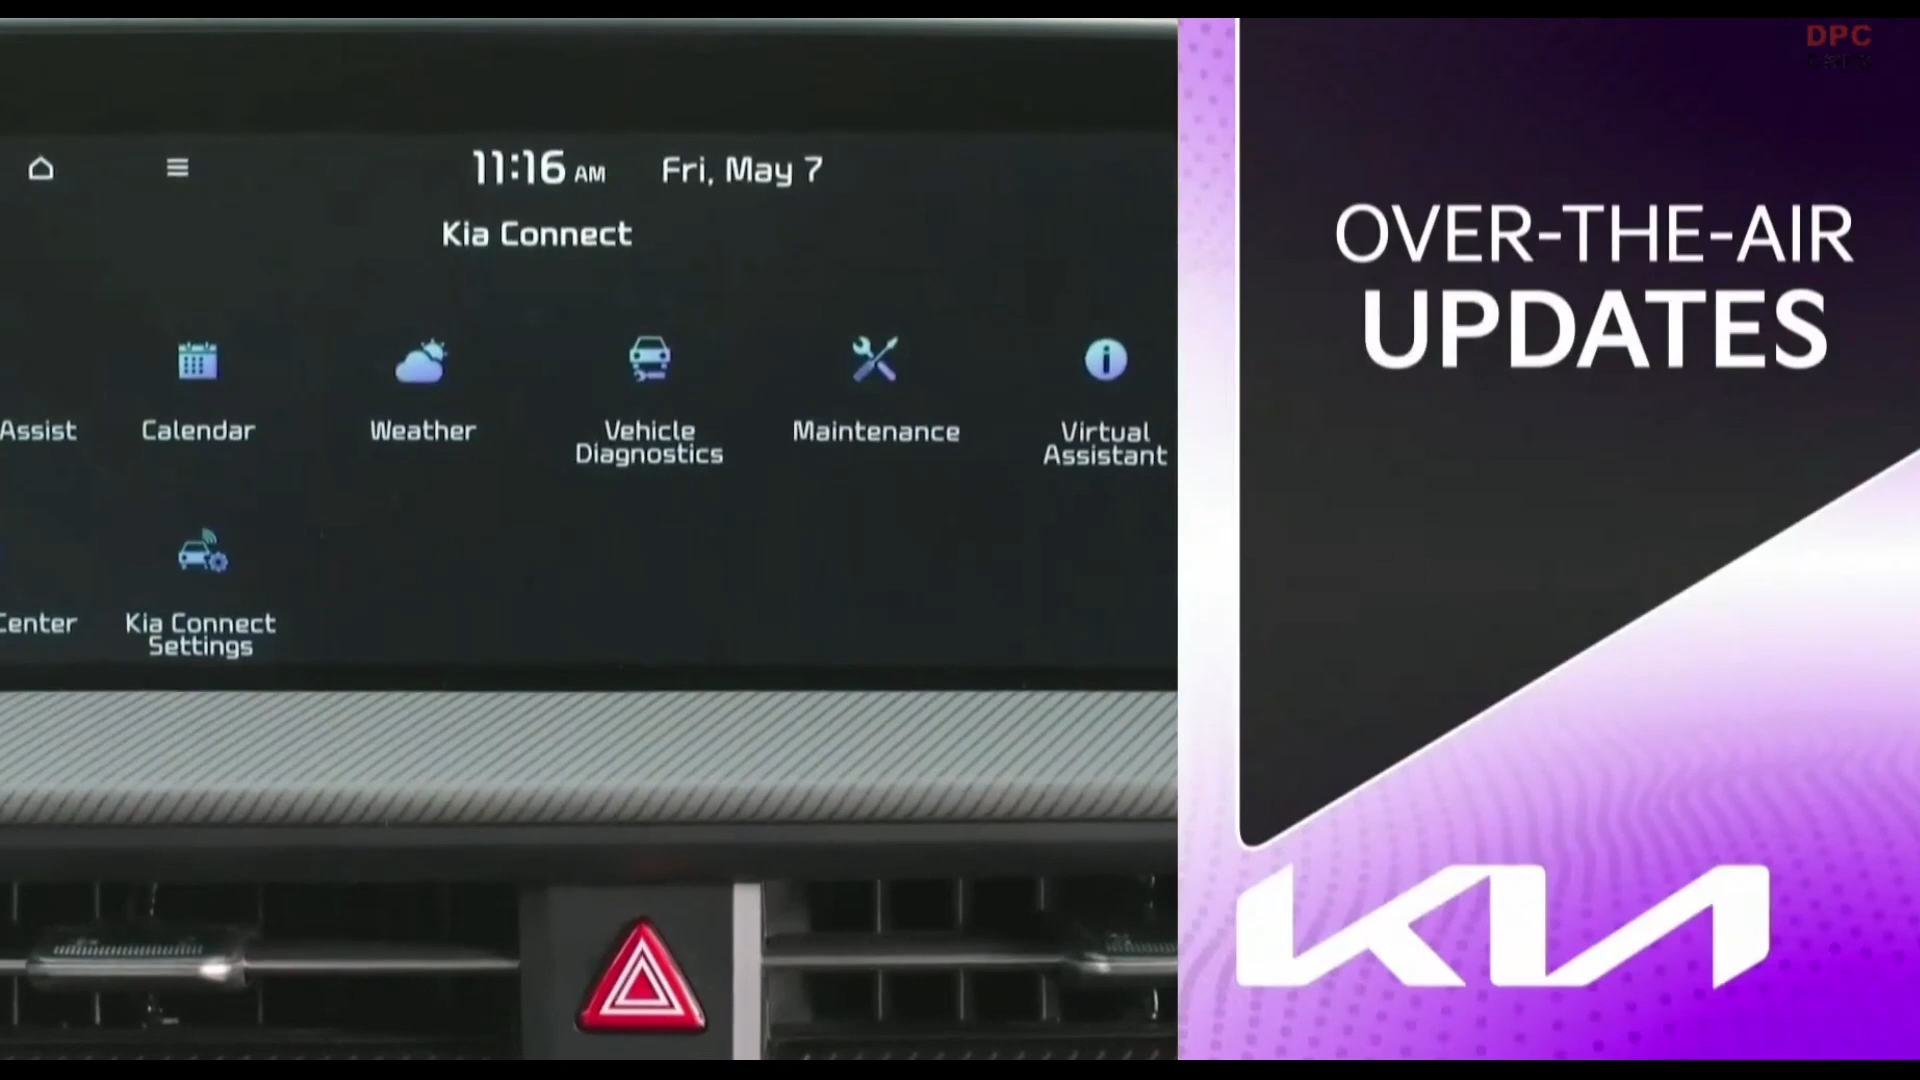 DPC
11:16 AM Fri, May 7
Kia Connect
OVER-THE-AIR
UPDATES
Assist
Calendar
Weather
Vehicle
Diagnostics
Maintenance
Virtual
Assistant
Center
Kia Connect
Settings
KIA